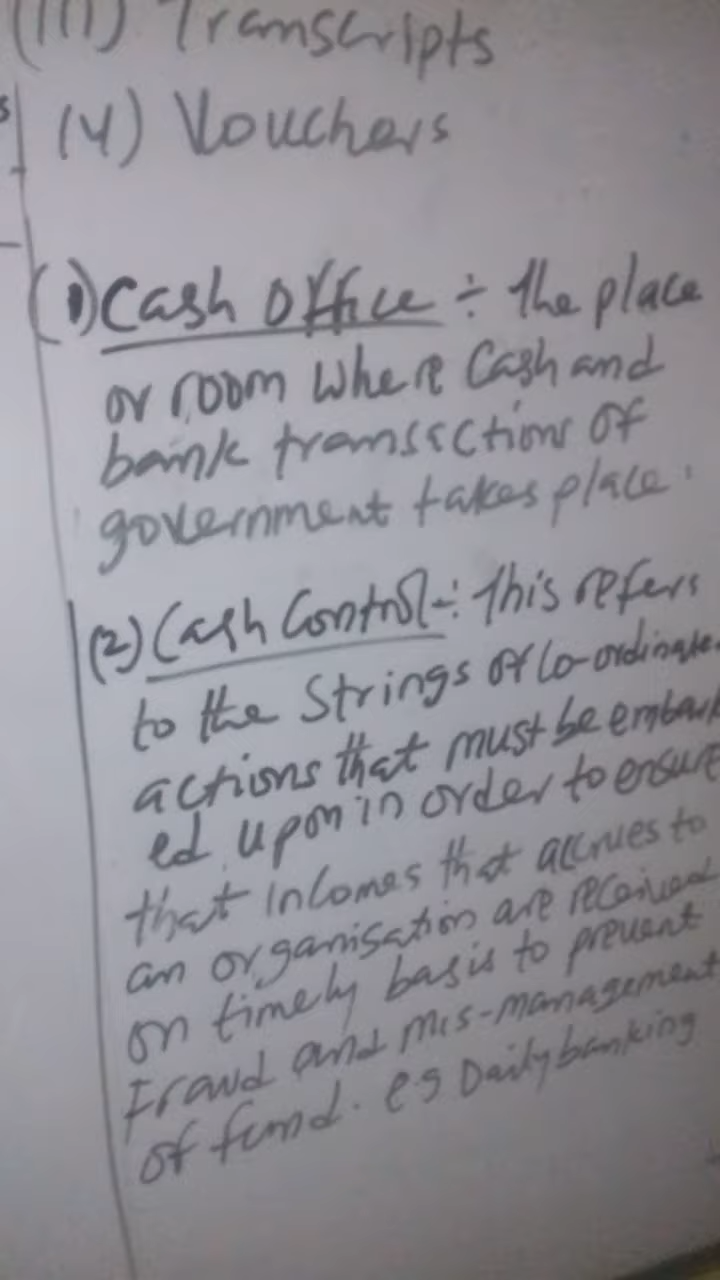 (III) Transcripts
(4) Vouchers
(1) Cash Office ÷ the place
or room Where Cash and
bank transsctions of
government takes place.
(2) Cash Control ÷ this refers
to the Strings of Co-ordinate
actions that must be embark
ed upon in order to ensure
that Incomes that accrues to
an organisation are received
on timely basis to prevent
Fraud and mis-management
of fund. eg Daily banking